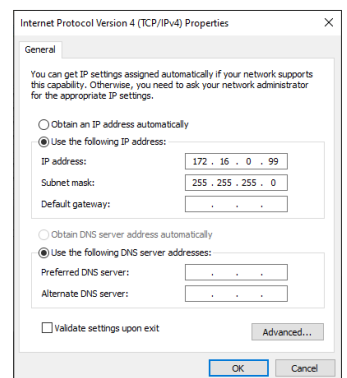 Internet Protocol Version 4 (TCP/IPv4) Properties
General
You can get IP settings assigned automatically if your network supports
this capability. Otherwise, you need to ask your network administrator
for the appropriate IP settings.
Obtain an IP address automatically
Use the following IP address:
IP address: 172 . 16 . 0 . 99
Subnet mask: 255 . 255 . 255 . 0
Default gateway: . . .
Obtain DNS server address automatically
Use the following DNS server addresses:
Preferred DNS server: . . .
Alternate DNS server: . . .
Validate settings upon exit Advanced...
OK Cancel